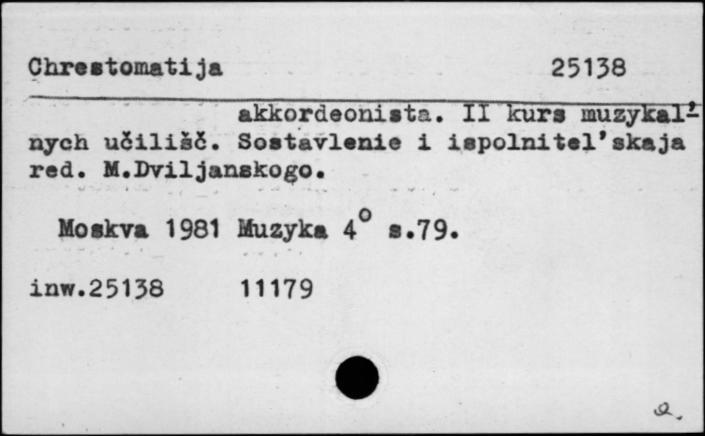 Chrestomatija 25138
akkordeonista. II kurs muzykal'-
nych učilišč. Sostavlenie i ispolnitel'skaja
red. M.Dviljanskogo.
Moskva 1981 Muzyka 4° s.79.
inw.25138 11179